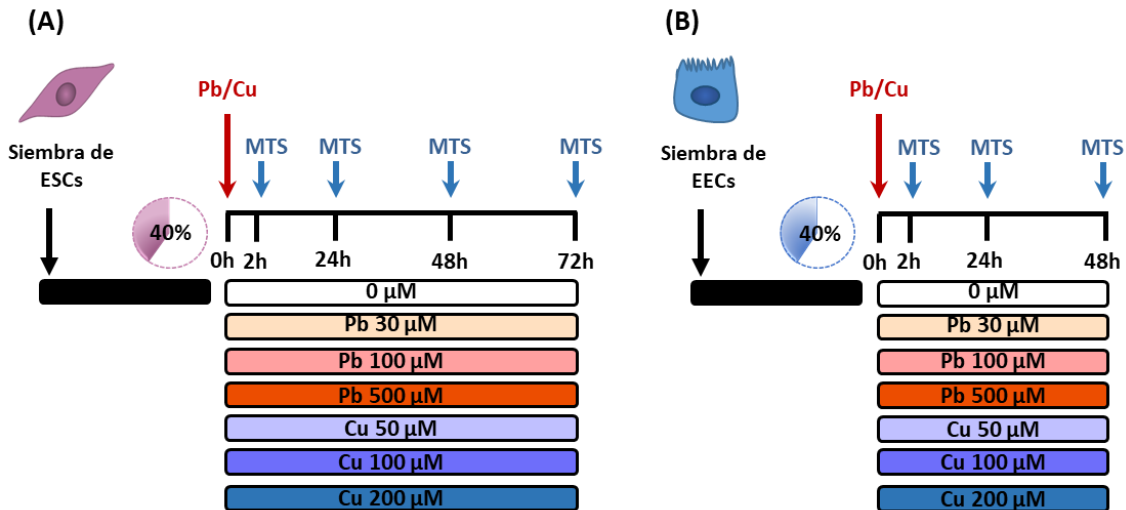 (A)
Pb/Cu
MTS MTS MTS MTS
Siembra de
ESCs
40%
0h 2h 24h 48h 72h
0 µM
Pb 30 µM
Pb 100 µM
Pb 500 µM
Cu 50 µM
Cu 100 µM
Cu 200 µM
(B)
Pb/Cu
MTS MTS MTS
Siembra de
EECs
40%
0h 2h 24h 48h
0 µM
Pb 30 µM
Pb 100 µM
Pb 500 µM
Cu 50 µM
Cu 100 µM
Cu 200 µM